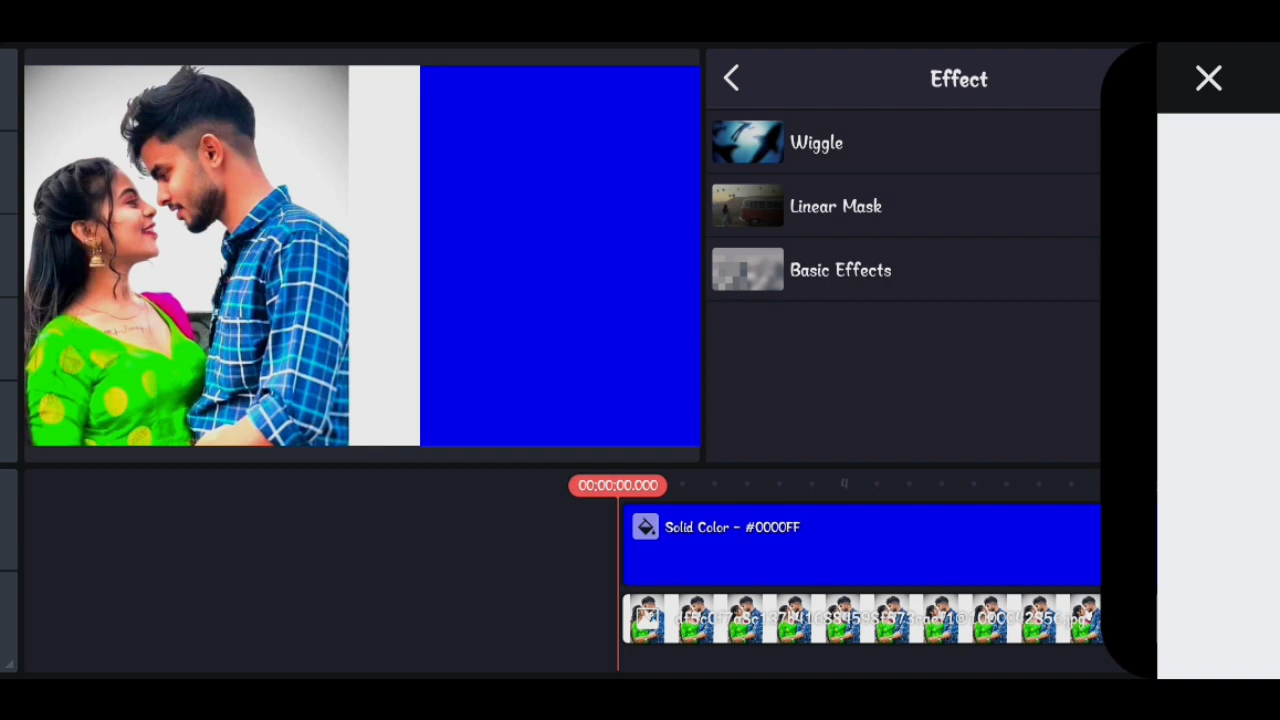 Effect
Wiggle
Linear Mask
Basic Effects
00:00:00.000
Solid Color - #0000FF